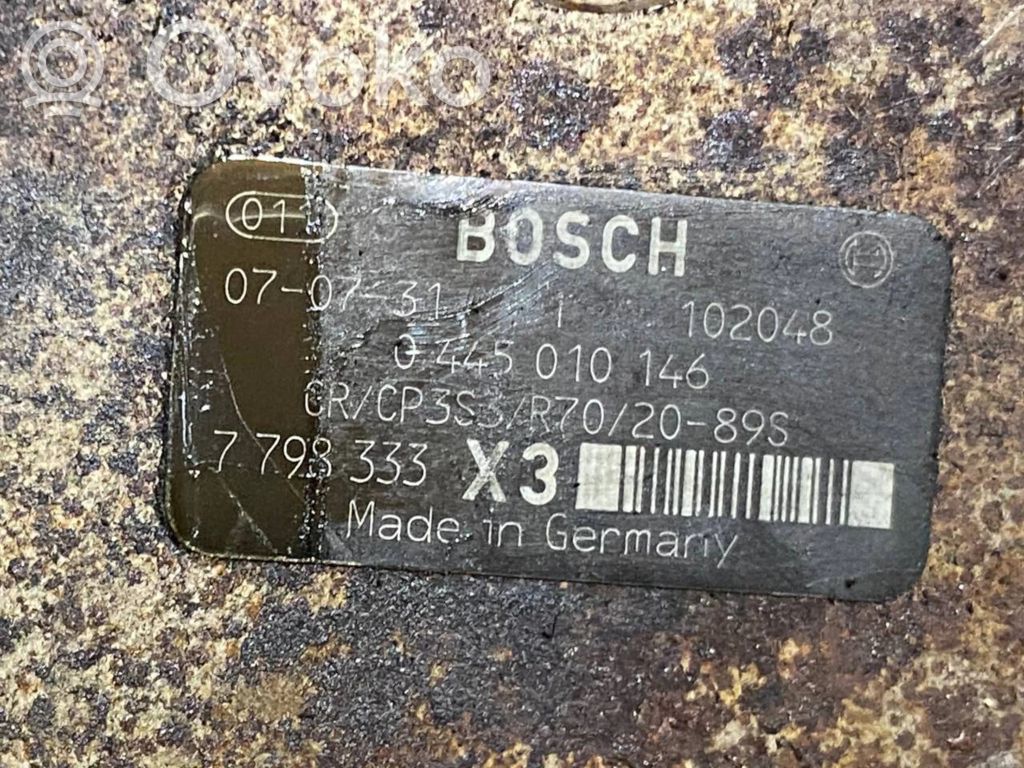 Ovoko
BOSCH
07-07-31 1 102048
0 445 010 146
CR/CP3S3/R70/20-89S
7 798 333 X3
Made in Germany